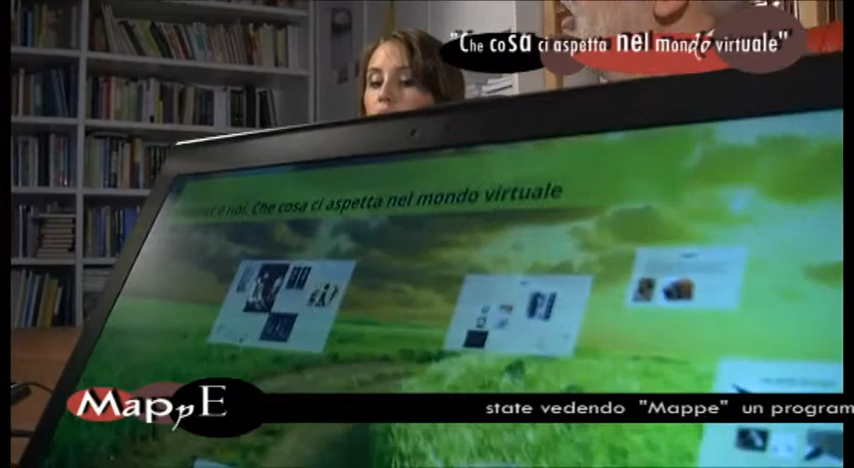 "Che cosa ci aspetta nel mondo virtuale"
e noi. Che cosa ci aspetta nel mondo virtuale
MappE
state vedendo "Mappe" un program